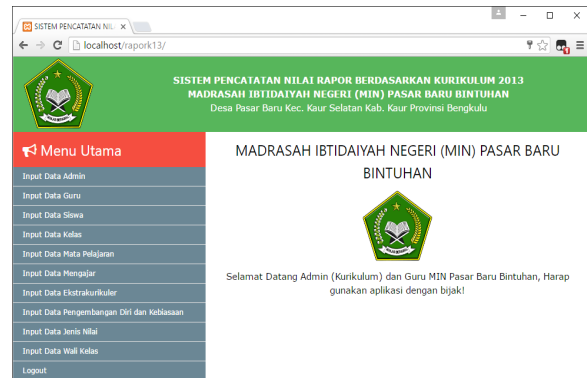 SISTEM PENCATATAN NIL
localhost/rapork13/
SISTEM PENCATATAN NILAI RAPOR BERDASARKAN KURIKULUM 2013
MADRASAH IBTIDAIYAH NEGERI (MIN) PASAR BARU BINTUHAN
Desa Pasar Baru Kec. Kaur Selatan Kab. Kaur Provinsi Bengkulu
Menu Utama
Input Data Admin
Input Data Guru
Input Data Siswa
Input Data Kelas
Input Data Mata Pelajaran
Input Data Mengajar
Input Data Ekstrakurikuler
Input Data Pengembangan Diri dan Kebiasaan
Input Data Jenis Nilai
Input Data Wali Kelas
Logout
MADRASAH IBTIDAIYAH NEGERI (MIN) PASAR BARU
BINTUHAN
Selamat Datang Admin (Kurikulum) dan Guru MIN Pasar Baru Bintuhan, Harap
gunakan aplikasi dengan bijak!